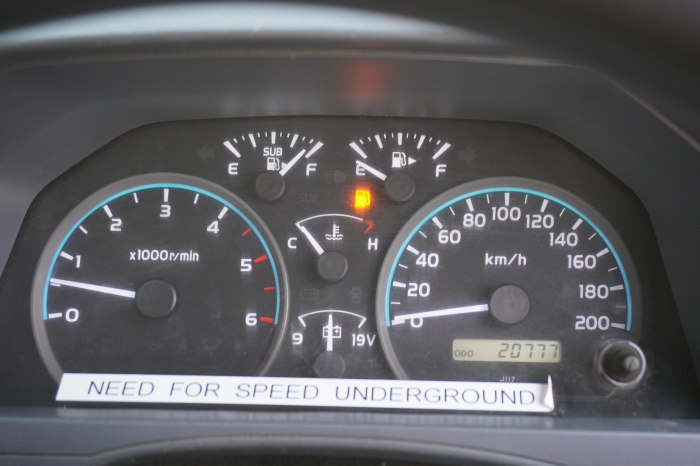 SUB
E F
E F
C H
9 19V
x1000r/min
0 1 2 3 4 5 6
km/h
0 20 40 60 80 100 120 140 160 180 200
ODO 20777
J117
NEED FOR SPEED UNDERGROUND